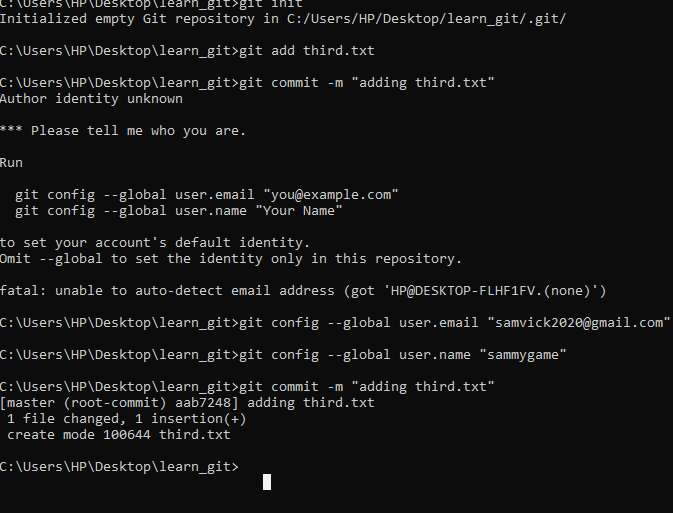 C:\Users\HP\Desktop\learn_git>git init
Initialized empty Git repository in C:/Users/HP/Desktop/learn_git/.git/
C:\Users\HP\Desktop\learn_git>git add third.txt
C:\Users\HP\Desktop\learn_git>git commit -m "adding third.txt"
Author identity unknown
*** Please tell me who you are.
Run
git config --global user.email "you@example.com"
git config --global user.name "Your Name"
to set your account's default identity.
Omit --global to set the identity only in this repository.
fatal: unable to auto-detect email address (got 'HP@DESKTOP-FLHF1FV.(none)')
C:\Users\HP\Desktop\learn_git>git config --global user.email "samvick2020@gmail.com"
C:\Users\HP\Desktop\learn_git>git config --global user.name "sammygame"
C:\Users\HP\Desktop\learn_git>git commit -m "adding third.txt"
[master (root-commit) aab7248] adding third.txt
1 file changed, 1 insertion(+)
create mode 100644 third.txt
C:\Users\HP\Desktop\learn_git>